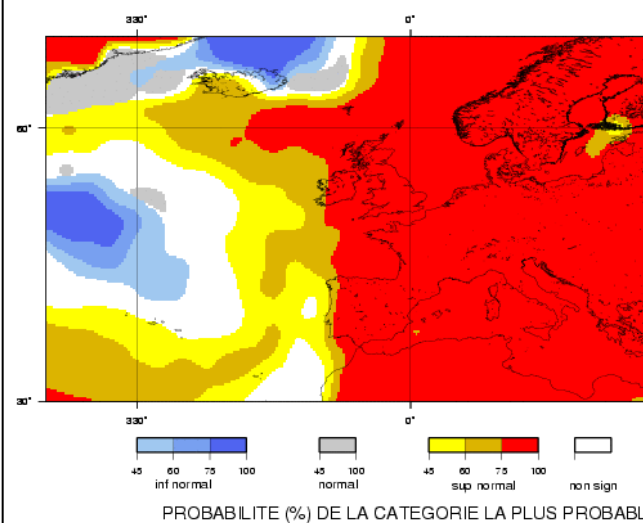 330° 0°
60°
30°
330° 0°
45 60 75 100 45 100 45 60 75 100
inf normal normal sup normal non sign
PROBABILITE (%) DE LA CATEGORIE LA PLUS PROBABL